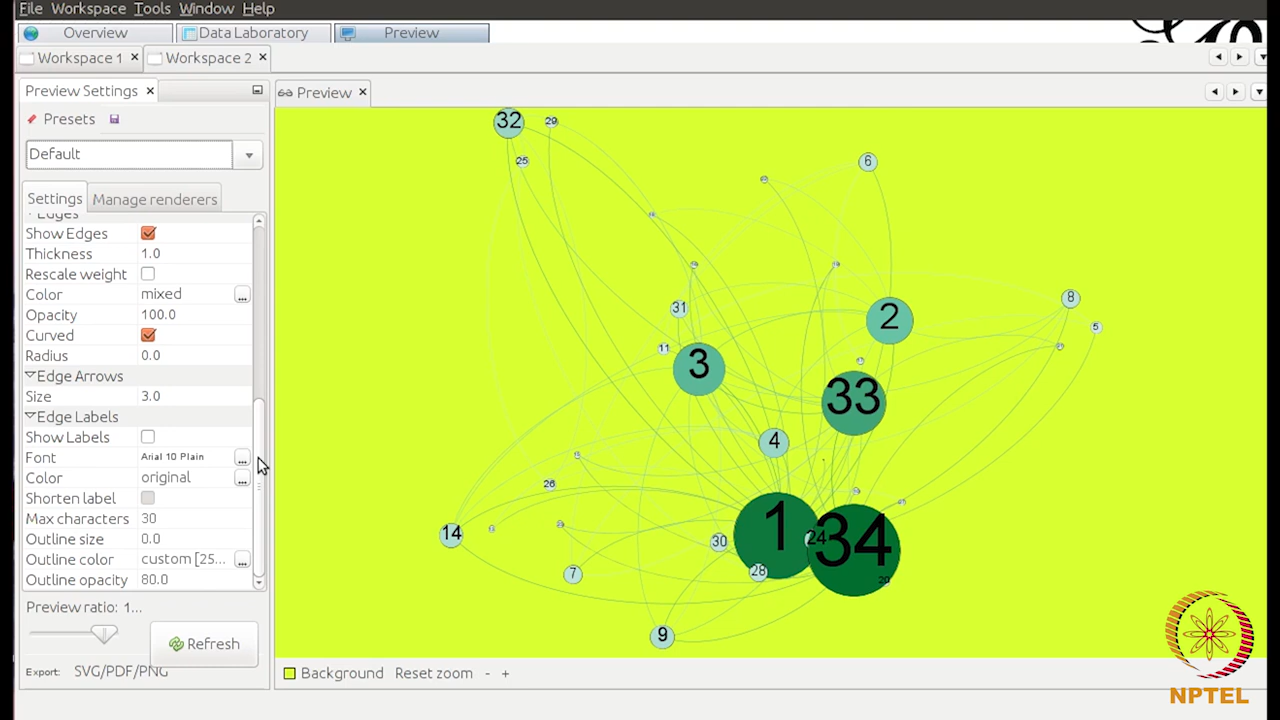 File Workspace Tools Window Help
Overview Data Laboratory Preview
Workspace 1 Workspace 2
Preview Settings
Preview
Presets
Default
Settings Manage renderers
Edges
Show Edges
Thickness 1.0
Rescale weight
Color mixed ...
Opacity 100.0
Curved
Radius 0.0
Edge Arrows
Size 3.0
Edge Labels
Show Labels
Font Arial 10 Plain ...
Color original ...
Shorten label
Max characters 30
Outline size 0.0
Outline color custom [25... ...
Outline opacity 80.0
Preview ratio: 1...
Refresh
Export: SVG/PDF/PNG
32
29
25
6
31
2
8
5
11
3
33
4
26
14
1
24
34
30
28
7
20
9
Background Reset zoom - +
NPTEL